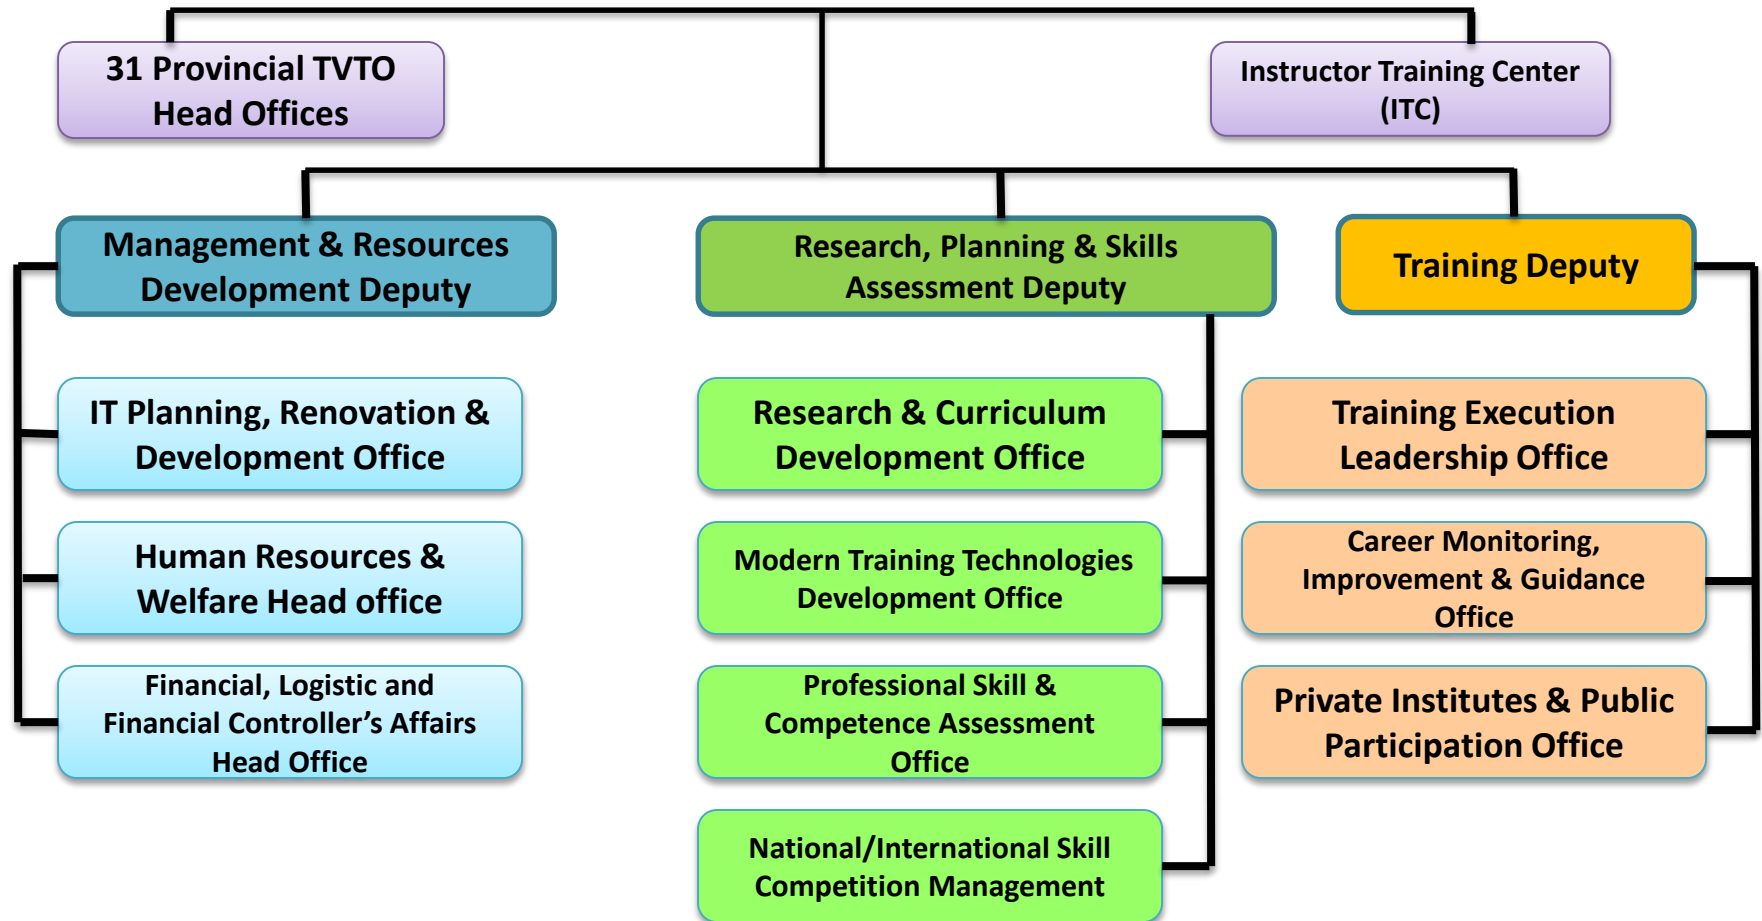 31 Provincial TVTO
Head Offices
Instructor Training Center
(ITC)
Management & Resources
Development Deputy
Research, Planning & Skills
Assessment Deputy
Training Deputy
IT Planning, Renovation &
Development Office
Research & Curriculum
Development Office
Training Execution
Leadership Office
Human Resources &
Welfare Head office
Modern Training Technologies
Development Office
Career Monitoring,
Improvement & Guidance
Office
Financial, Logistic and
Financial Controller’s Affairs
Head Office
Professional Skill &
Competence Assessment
Office
Private Institutes & Public
Participation Office
National/International Skill
Competition Management